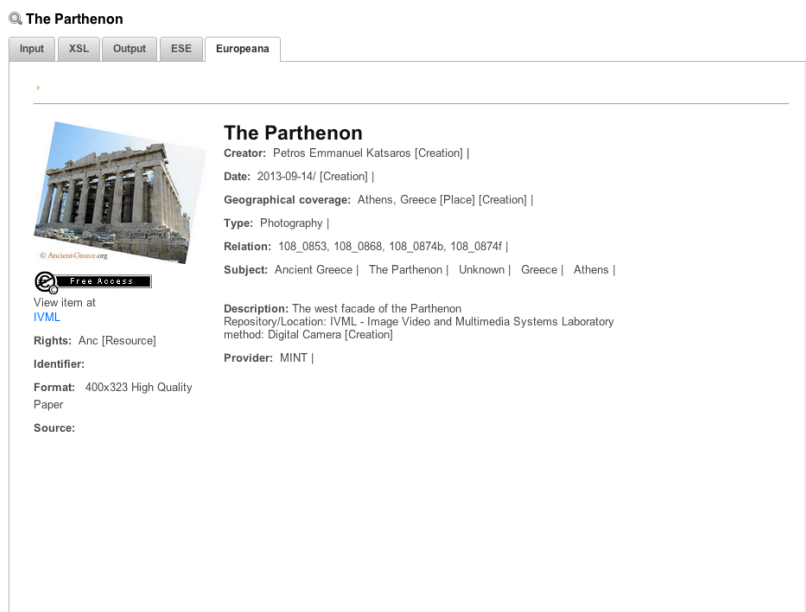 The Parthenon
Input XSL Output ESE Europeana
© Ancient-Greece.org
Free Access
View item at
IVML
Rights: Anc [Resource]
Identifier:
Format: 400x323 High Quality
Paper
Source:
The Parthenon
Creator: Petros Emmanuel Katsaros [Creation] |
Date: 2013-09-14/ [Creation] |
Geographical coverage: Athens, Greece [Place] [Creation] |
Type: Photography |
Relation: 108_0853, 108_0868, 108_0874b, 108_0874f |
Subject: Ancient Greece | The Parthenon | Unknown | Greece | Athens |
Description: The west facade of the Parthenon
Repository/Location: IVML - Image Video and Multimedia Systems Laboratory
method: Digital Camera [Creation]
Provider: MINT |